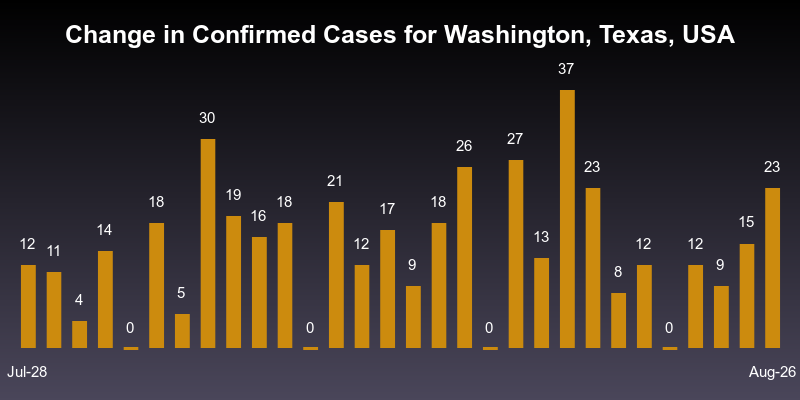 Change in Confirmed Cases for Washington, Texas, USA
12 11 4 14 0 18 5 30 19 16 18 0 21 12 17 9 18 26 0 27 13 37 23 8 12 0 12 9 15 23
Jul-28 Aug-26